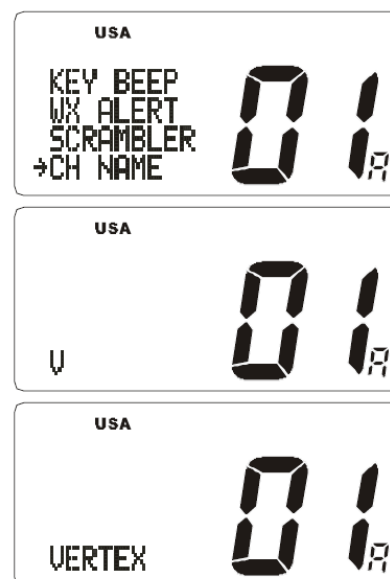 USA
KEY BEEP
WX ALERT
SCRAMBLER
→CH NAME
01A
USA
V
01A
USA
VERTEX
01A